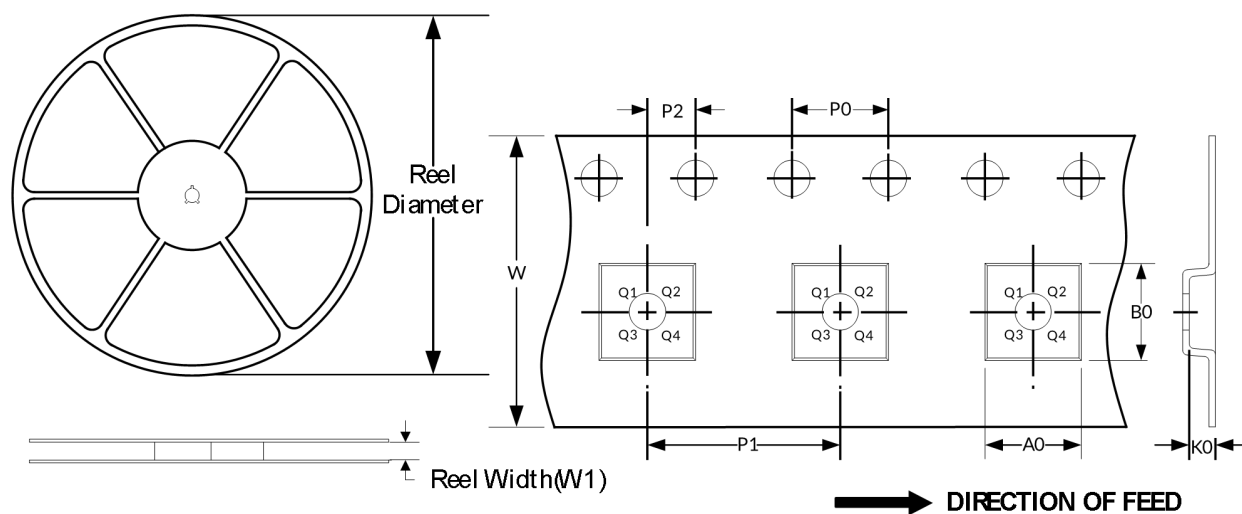 P2
P0
Reel
Diameter
W
Q1 Q2
Q3 Q4
Q1 Q2
Q3 Q4
Q1 Q2
Q3 Q4
B0
P1
A0
K0
Reel Width(W1)
DIRECTION OF FEED